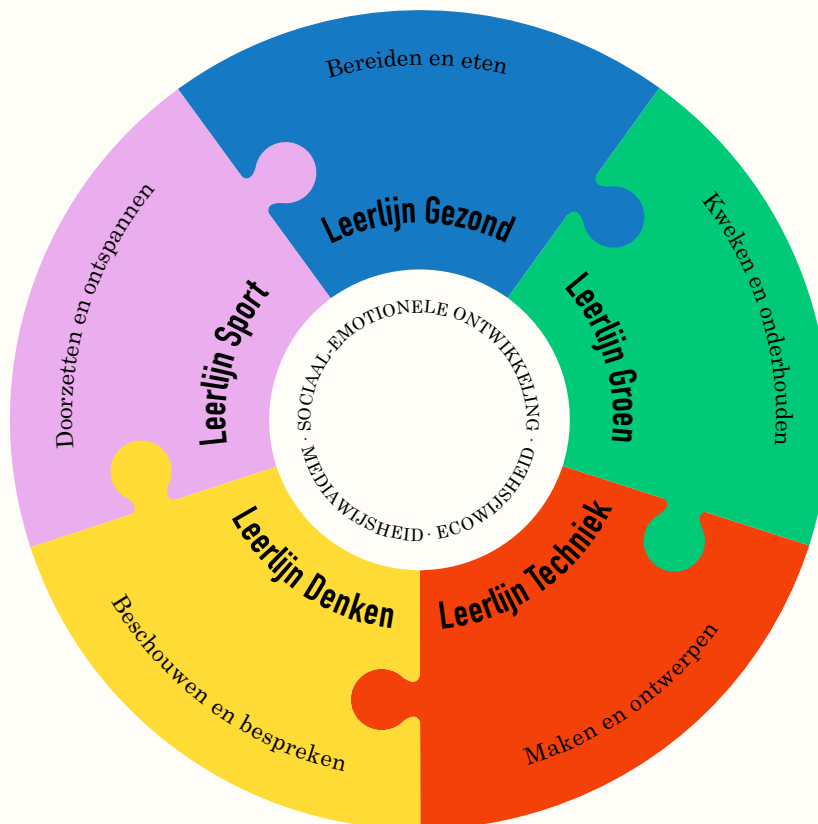 Bereiden en eten
Leerlijn Gezond
Kweken en onderhouden
Leerlijn Groen
Maken en ontwerpen
Leerlijn Techniek
Beschouwen en bespreken
Leerlijn Denken
Doorzetten en ontspannen
Leerlijn Sport
· SOCIAAL-EMOTIONELE ONTWIKKELING ·
MEDIAWIJSHEID · ECOWIJSHEID